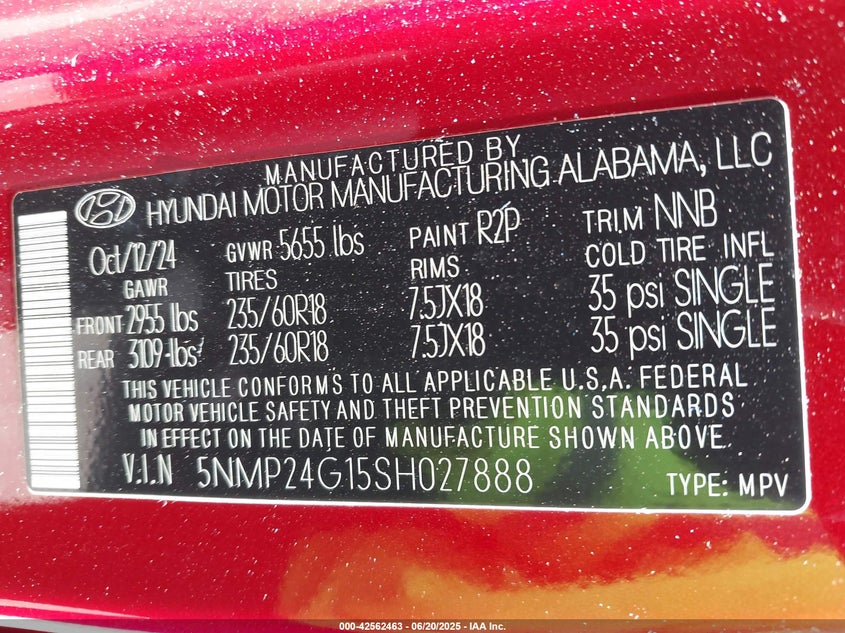 MANUFACTURED BY
HYUNDAI MOTOR MANUFACTURING ALABAMA, LLC
Oct/12/24 GVWR 5655 lbs PAINT R2P TRIM NNB
GAWR TIRES RIMS COLD TIRE INFL
FRONT 2955 lbs 235/60R18 7.5JX18 35 psi SINGLE
REAR 3109 lbs 235/60R18 7.5JX18 35 psi SINGLE
THIS VEHICLE CONFORMS TO ALL APPLICABLE U.S.A. FEDERAL
MOTOR VEHICLE SAFETY AND THEFT PREVENTION STANDARDS
IN EFFECT ON THE DATE OF MANUFACTURE SHOWN ABOVE.
V.I.N 5NMP24G15SH027888 TYPE: MPV
000-42562463 - 06/20/2025 - IAA Inc.